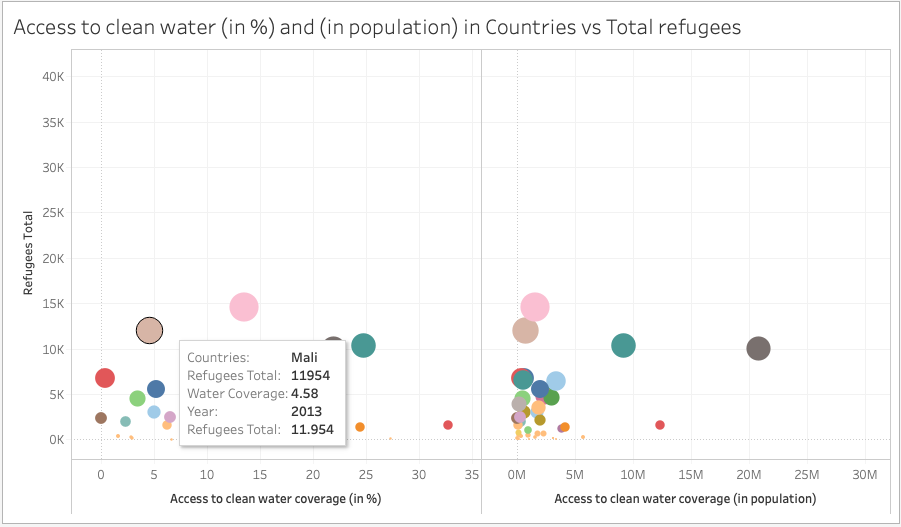 Access to clean water (in %) and (in population) in Countries vs Total refugees
40K
35K
30K
25K
20K
15K
10K
5K
0K
Refugees Total
Countries: Mali
Refugees Total: 11954
Water Coverage: 4.58
Year: 2013
Refugees Total: 11.954
0 5 10 15 20 25 30 35
0M 5M 10M 15M 20M 25M 30M
Access to clean water coverage (in %)
Access to clean water coverage (in population)